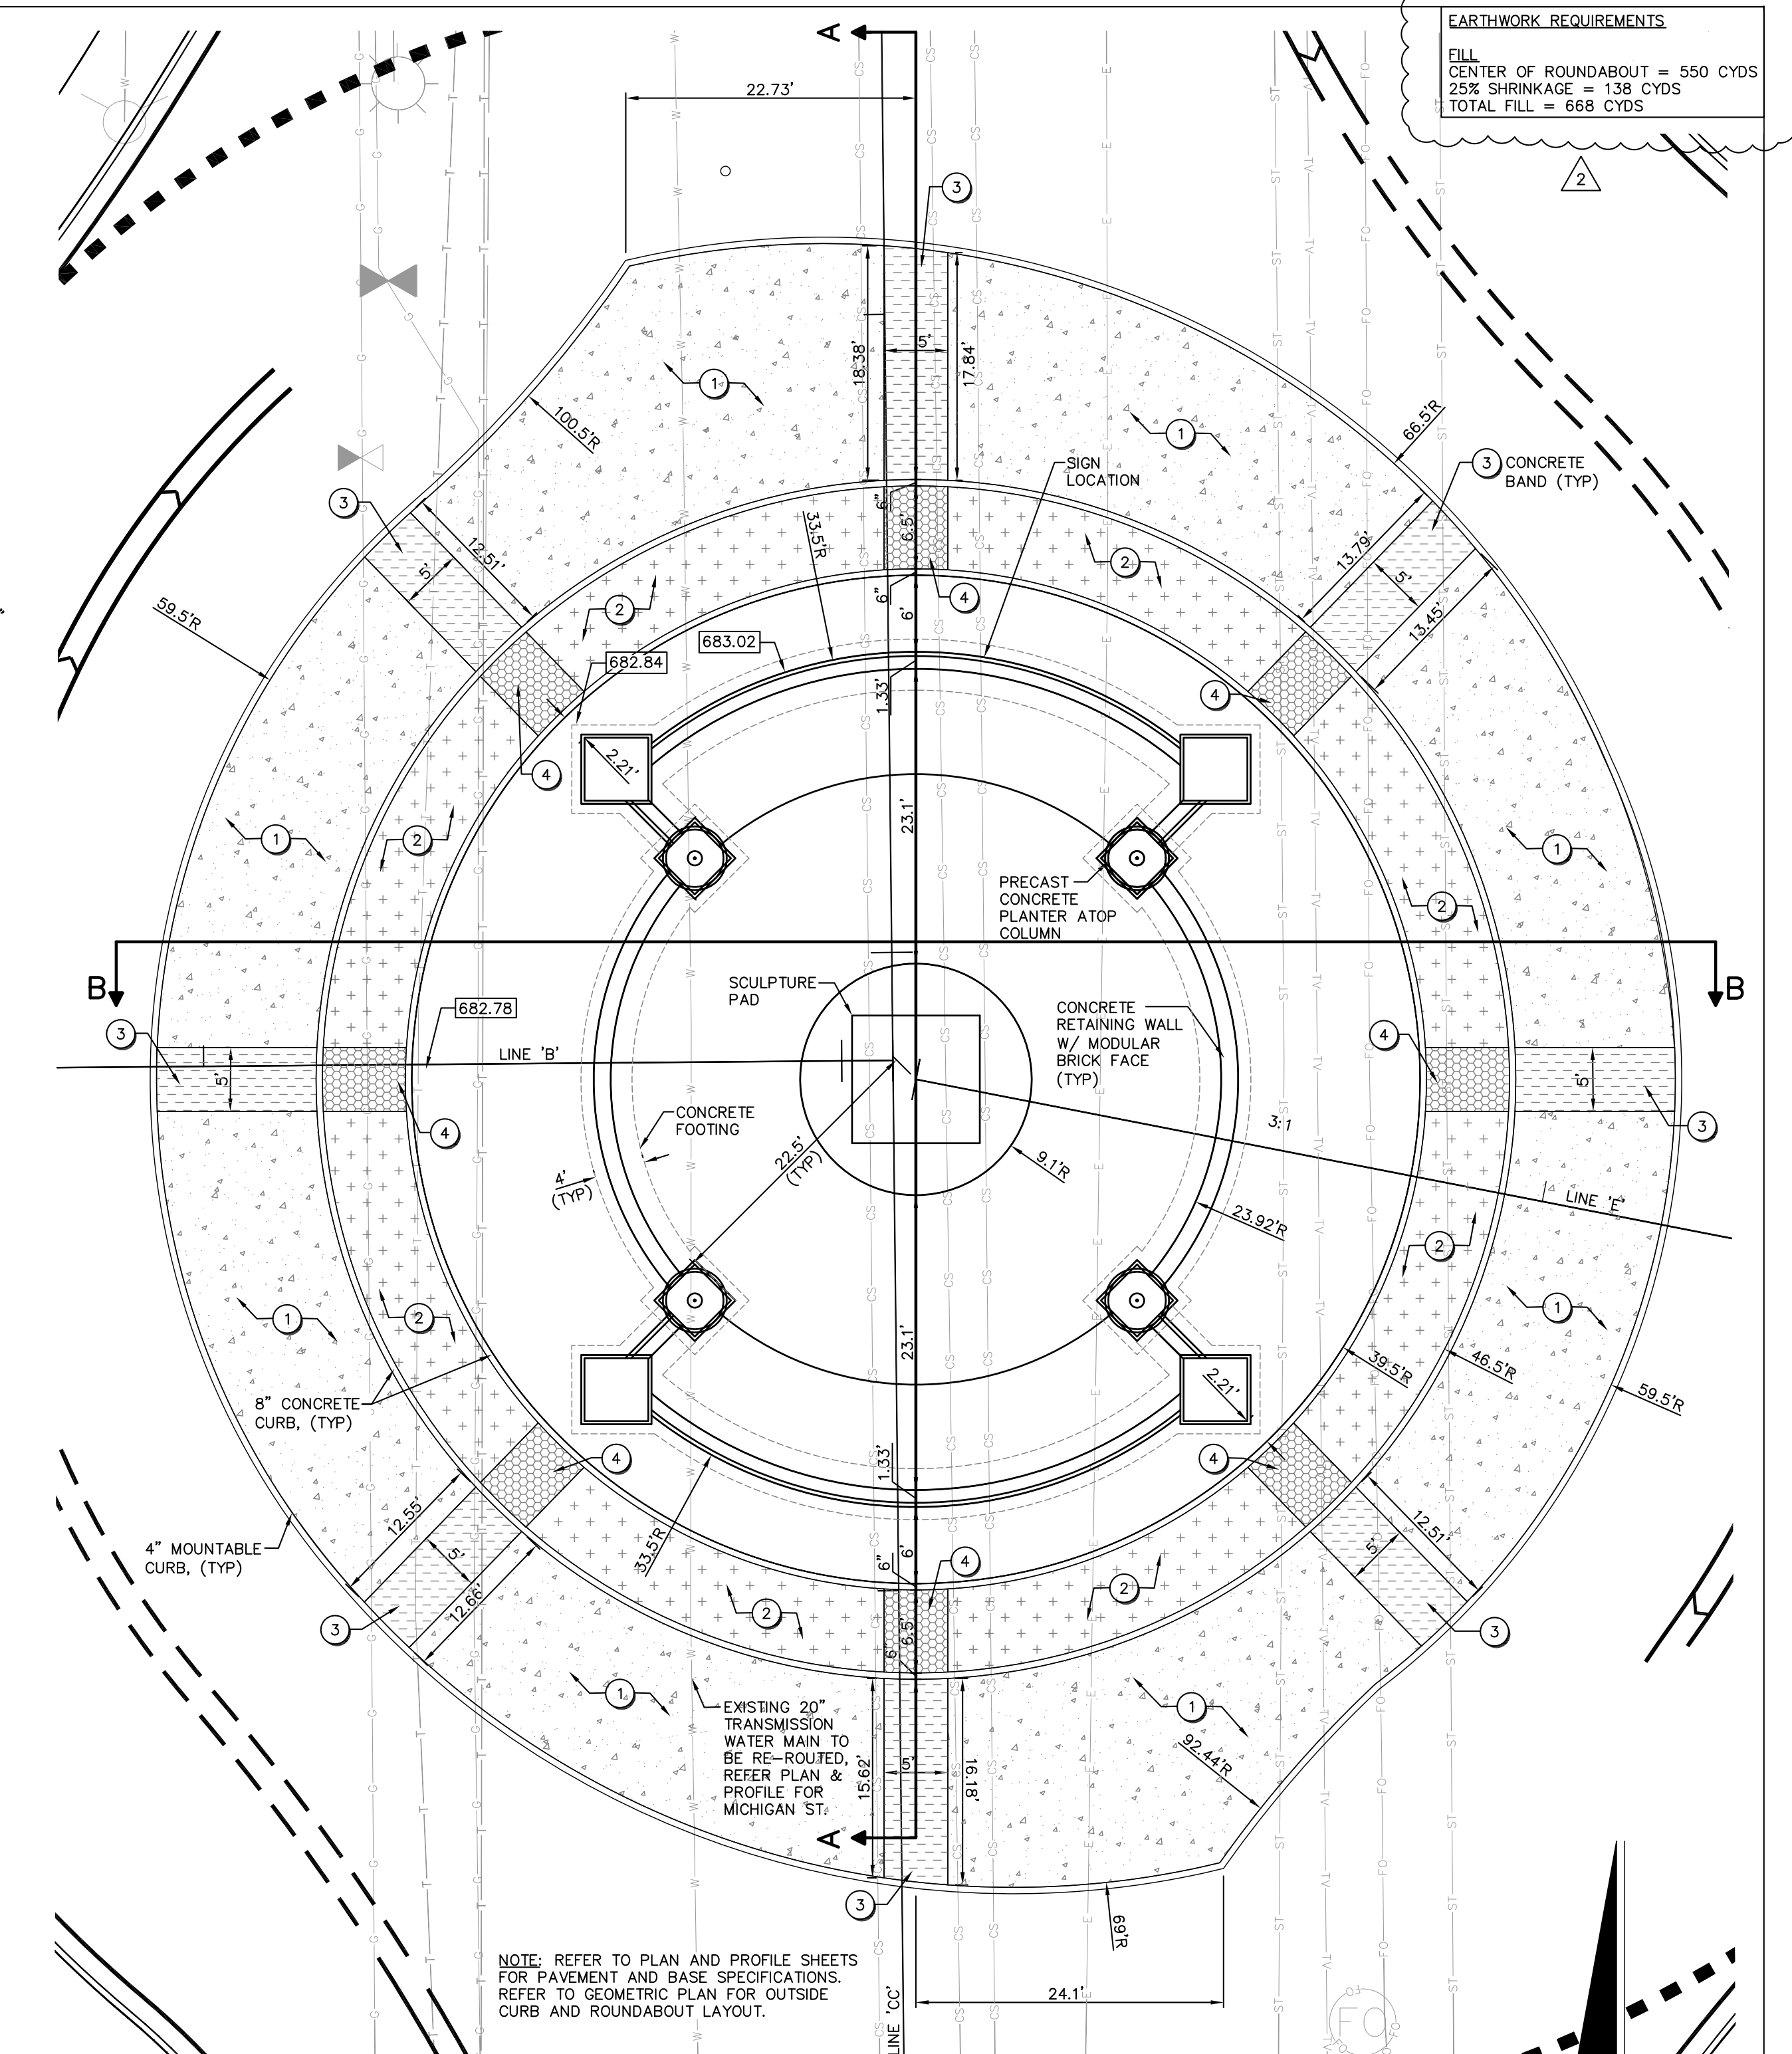 EARTHWORK REQUIREMENTS
FILL
CENTER OF ROUNDABOUT = 550 CYDS
25% SHRINKAGE = 138 CYDS
TOTAL FILL = 668 CYDS
2
A
22.73'
3
18.38'
5'
17.84'
1
100.5'R
1
66.5'R
3 CONCRETE
BAND (TYP)
SIGN
LOCATION
3
12.51'
5'
6"
6.5'
33.5'R
2
13.79'
5'
13.45'
59.5'R
2
6"
6'
4
683.02
682.84
1.33'
4
4
2.21'
23.1'
1
2
1
2
PRECAST
CONCRETE
PLANTER ATOP
COLUMN
B
B
SCULPTURE
PAD
682.78
CONCRETE
RETAINING WALL
W/ MODULAR
BRICK FACE
(TYP)
3
5'
LINE 'B'
4
5'
4
3
CONCRETE
FOOTING
3:1
22.5'
(TYP)
9.1'R
4'
(TYP)
LINE 'E'
23.92'R
2
1
2
1
23.1'
39.5'R
46.5'R
59.5'R
8" CONCRETE
CURB, (TYP)
2.21'
1.33'
4
4
4" MOUNTABLE
CURB, (TYP)
12.55'
5'
12.66'
33.5'R
6"
6'
4
12.51'
5'
3
2
6.5'
6"
2
3
1
1
EXISTING 20"
TRANSMISSION
WATER MAIN TO
BE RE-ROUTED,
REFER PLAN &
PROFILE FOR
MICHIGAN ST.
15.62'
5'
16.18'
92.44'R
A
3
69'R
NOTE: REFER TO PLAN AND PROFILE SHEETS
FOR PAVEMENT AND BASE SPECIFICATIONS.
REFER TO GEOMETRIC PLAN FOR OUTSIDE
CURB AND ROUNDABOUT LAYOUT.
24.1'
LINE 'CC'
FO